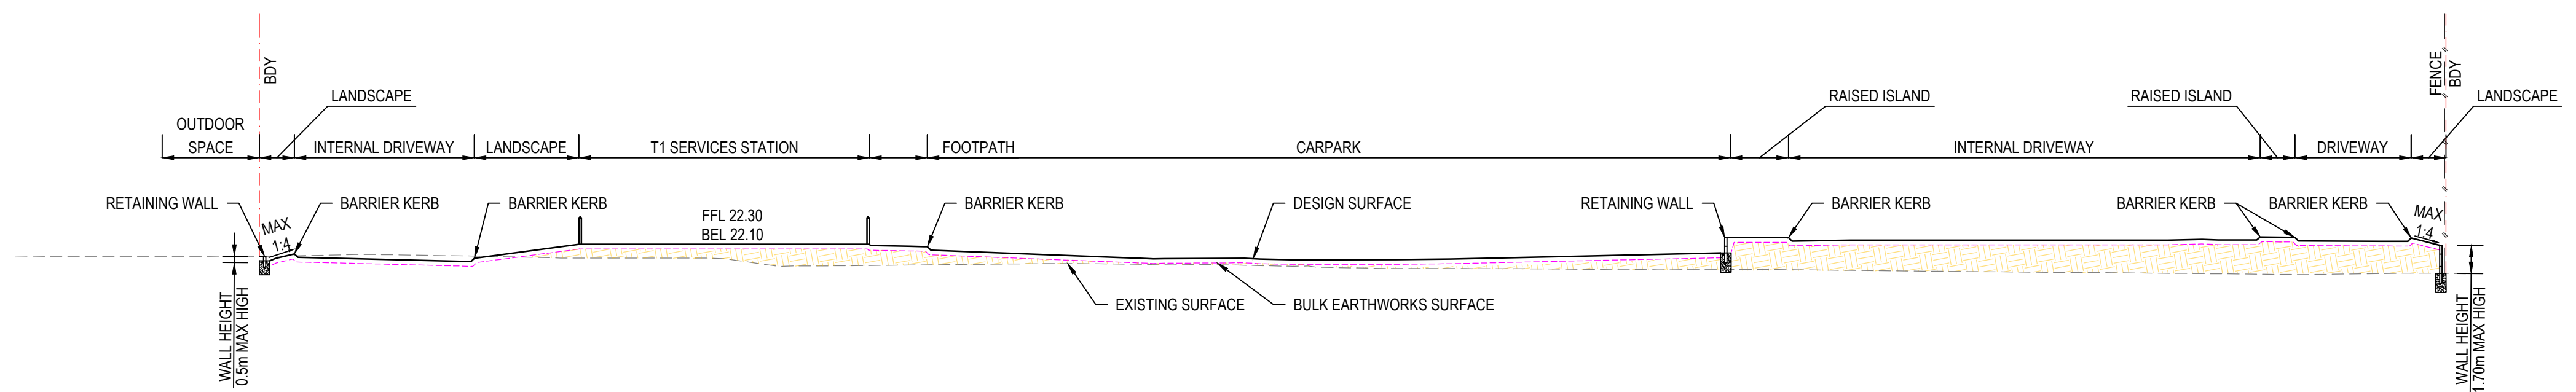 BDY
FENCE
BDY
LANDSCAPE
RAISED ISLAND
RAISED ISLAND
LANDSCAPE
OUTDOOR
SPACE
INTERNAL DRIVEWAY
LANDSCAPE
T1 SERVICES STATION
FOOTPATH
CARPARK
INTERNAL DRIVEWAY
DRIVEWAY
RETAINING WALL
MAX
1:4
BARRIER KERB
BARRIER KERB
FFL 22.30
BEL 22.10
BARRIER KERB
DESIGN SURFACE
RETAINING WALL
BARRIER KERB
BARRIER KERB
BARRIER KERB
MAX
1:4
EXISTING SURFACE
BULK EARTHWORKS SURFACE
WALL HEIGHT
0.5m MAX HIGH
WALL HEIGHT
1.70m MAX HIGH